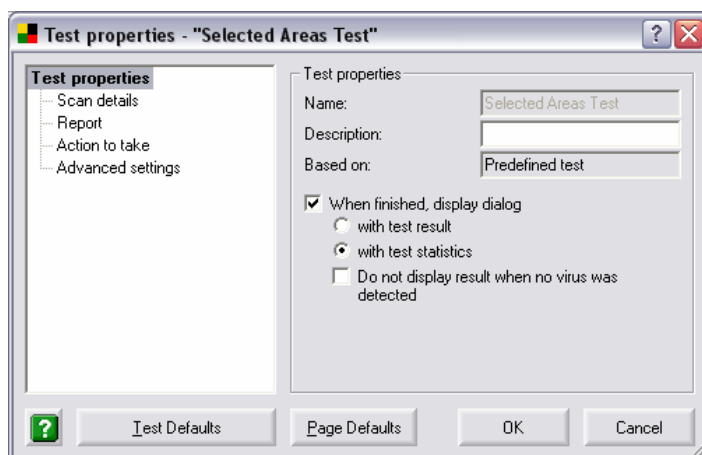 Test properties - "Selected Areas Test"
?
Test properties
Scan details
Report
Action to take
Advanced settings
Test properties
Name:
Selected Areas Test
Description:
Based on:
Predefined test
When finished, display dialog
with test result
with test statistics
Do not display result when no virus was
detected
?
Test Defaults
Page Defaults
OK
Cancel